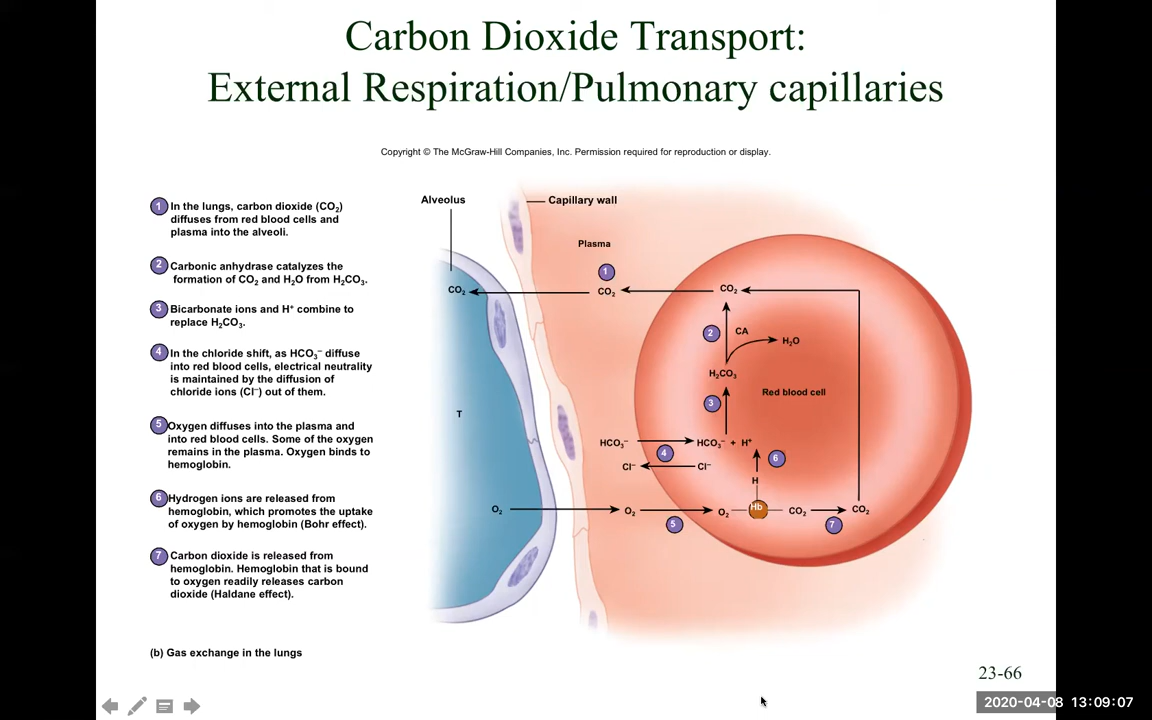 Carbon Dioxide Transport:
External Respiration/Pulmonary capillaries
Copyright © The McGraw-Hill Companies, Inc. Permission required for reproduction or display.
1 In the lungs, carbon dioxide (CO₂)
diffuses from red blood cells and
plasma into the alveoli.
2 Carbonic anhydrase catalyzes the
formation of CO₂ and H₂O from H₂CO₃.
3 Bicarbonate ions and H⁺ combine to
replace H₂CO₃.
4 In the chloride shift, as HCO₃⁻ diffuse
into red blood cells, electrical neutrality
is maintained by the diffusion of
chloride ions (Cl⁻) out of them.
5 Oxygen diffuses into the plasma and
into red blood cells. Some of the oxygen
remains in the plasma. Oxygen binds to
hemoglobin.
6 Hydrogen ions are released from
hemoglobin, which promotes the uptake
of oxygen by hemoglobin (Bohr effect).
7 Carbon dioxide is released from
hemoglobin. Hemoglobin that is bound
to oxygen readily releases carbon
dioxide (Haldane effect).
(b) Gas exchange in the lungs
Alveolus
Capillary wall
Plasma
1
CO₂ CO₂ CO₂
2 CA
H₂O
H₂CO₃
3 Red blood cell
T
HCO₃⁻ HCO₃⁻ + H⁺
4 6
Cl⁻ Cl⁻
H
O₂ O₂ O₂ Hb CO₂ CO₂
5 7
23-66
2020-04-08 13:09:07